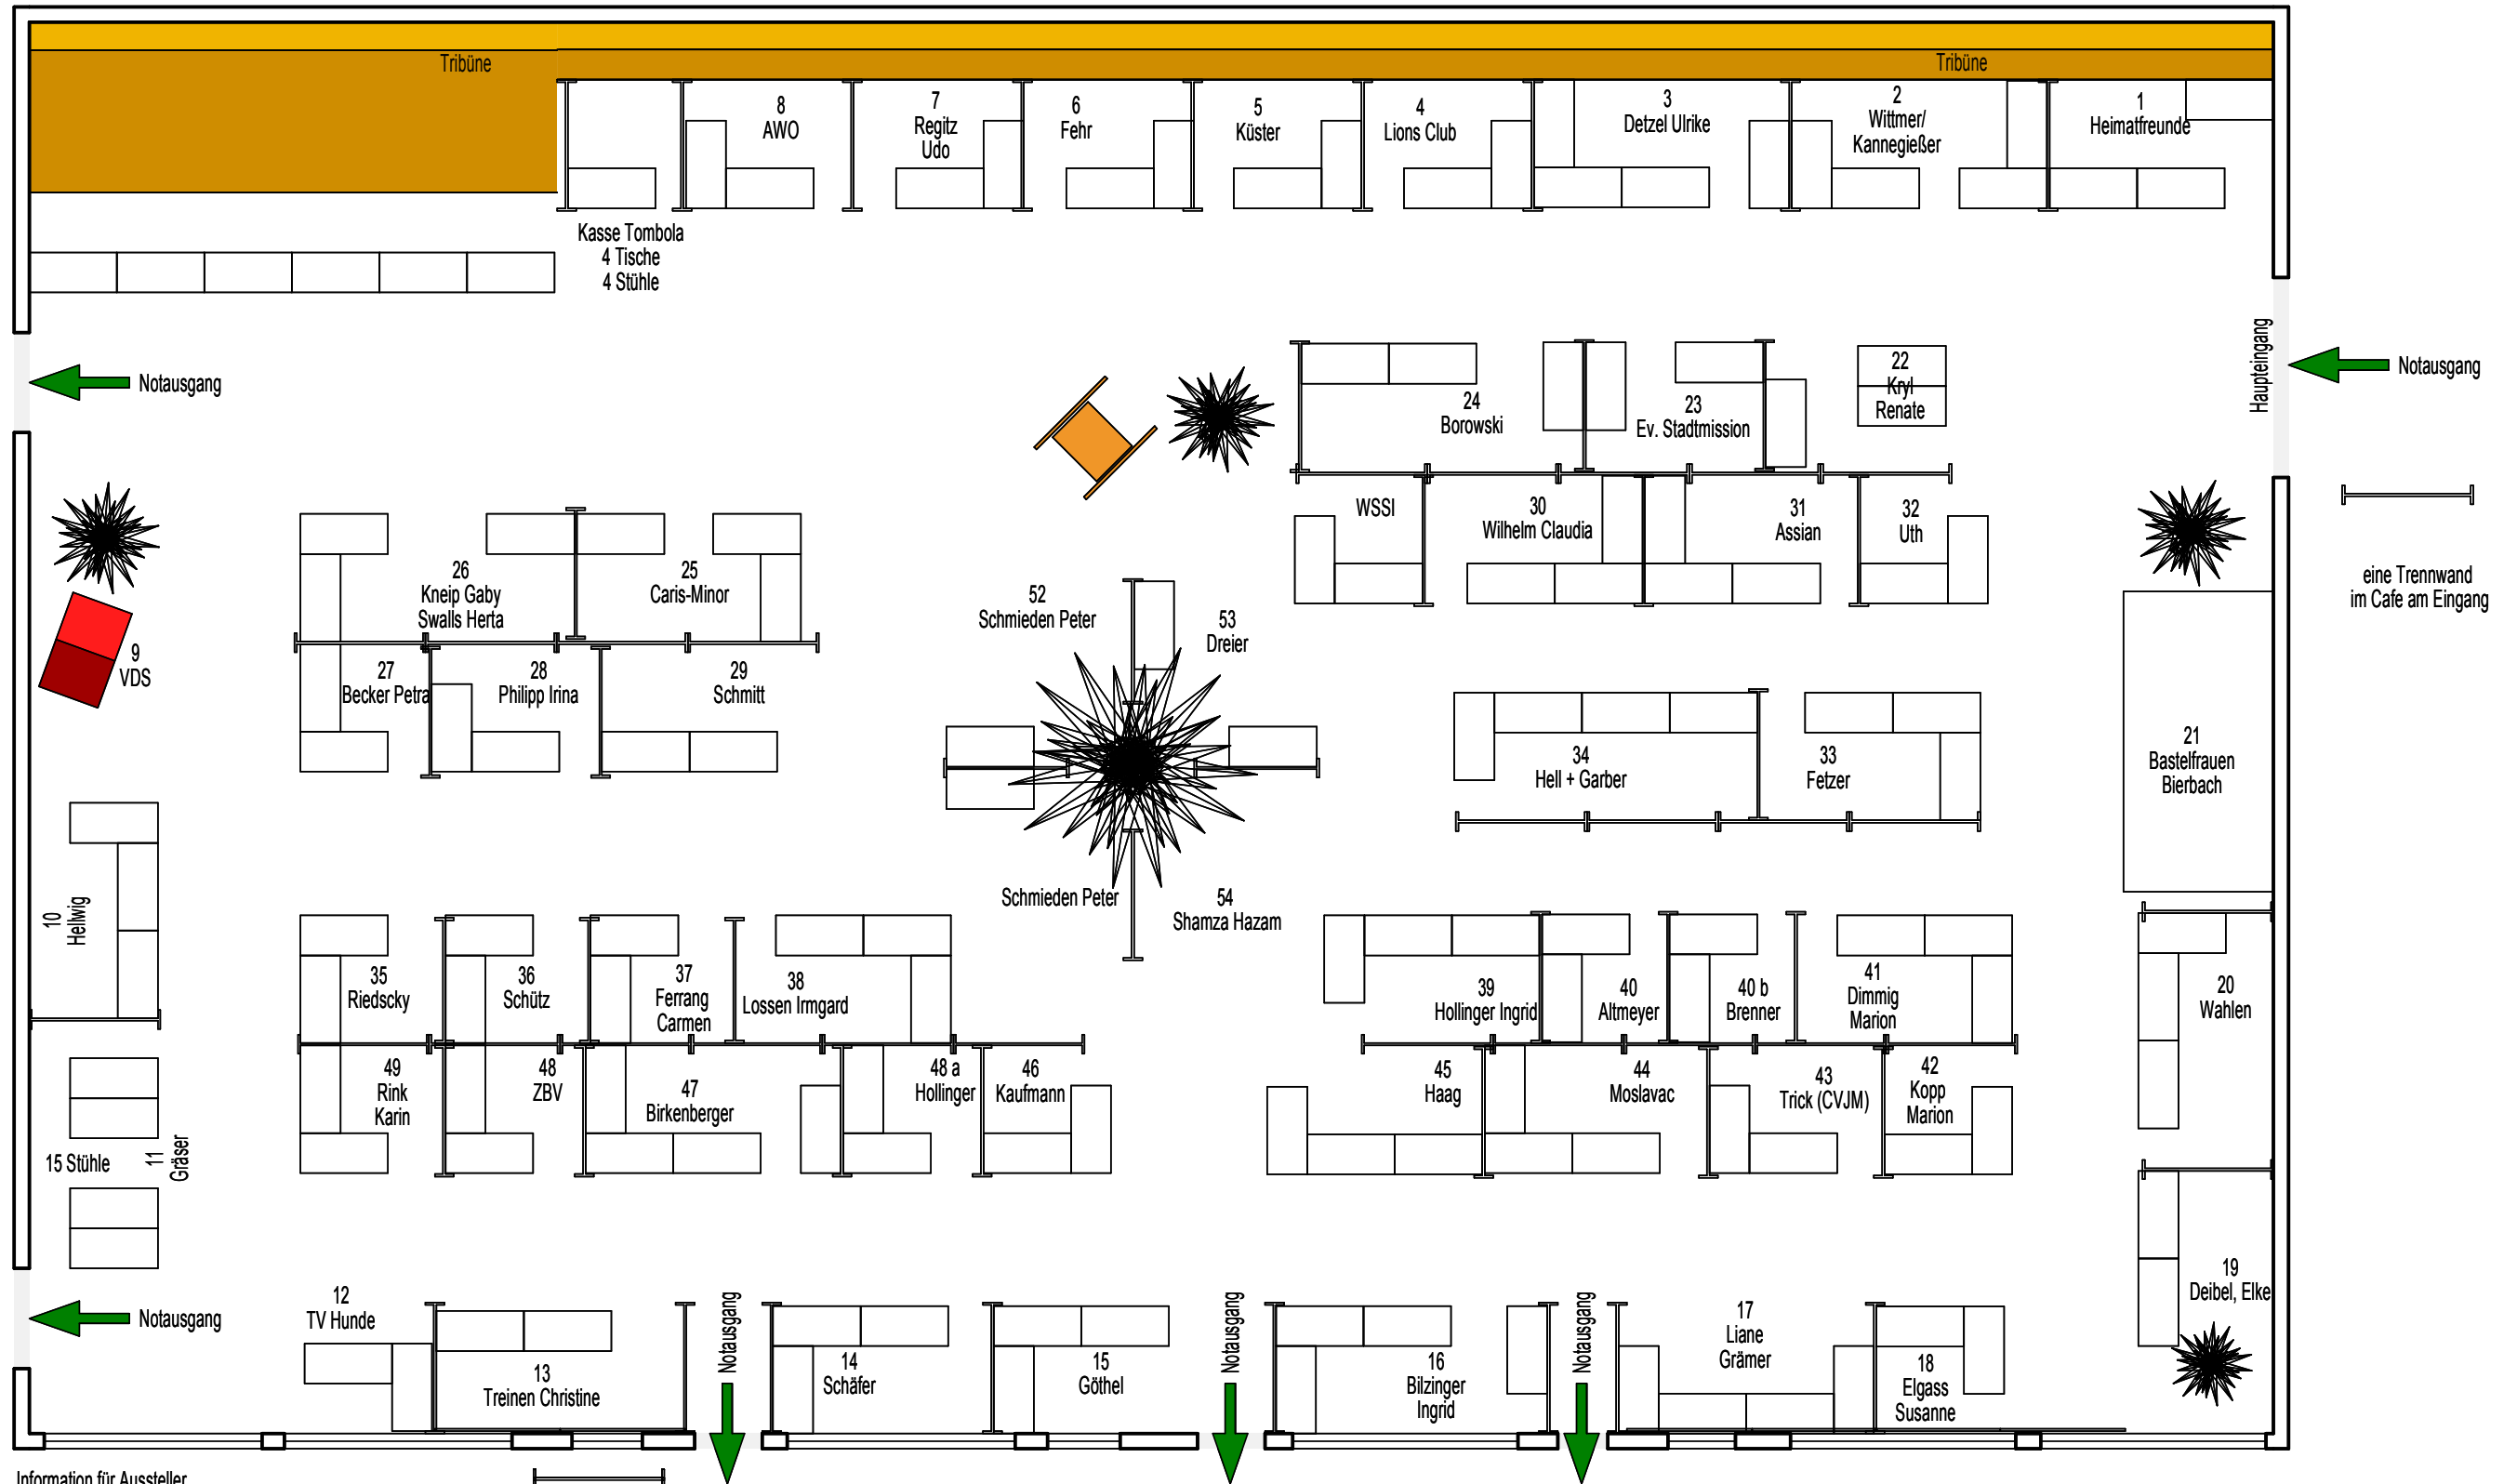 Tribüne
Tribüne
8
AWO
7
Regitz
Udo
6
Fehr
5
Küster
4
Lions Club
3
Detzel Ulrike
2
Wittmer/
Kannegießer
1
Heimatfreunde
Kasse Tombola
4 Tische
4 Stühle
Notausgang
Haupteingang
Notausgang
24
Borowski
23
Ev. Stadtmission
22
Kryl
Renate
WSSI
30
Wilhelm Claudia
31
Assian
32
Uth
eine Trennwand
im Cafe am Eingang
26
Kneip Gaby
Swalls Herta
25
Caris-Minor
52
Schmieden Peter
53
Dreier
9
VDS
27
Becker Petra
28
Philipp Irina
29
Schmitt
34
Hell + Garber
33
Fetzer
21
Bastelfrauen
Bierbach
10
Hellwig
Schmieden Peter
54
Shamza Hazam
35
Riedscky
36
Schütz
37
Ferrang
Carmen
38
Lossen Irmgard
39
Hollinger Ingrid
40
Altmeyer
40 b
Brenner
41
Dimmig
Marion
20
Wahlen
49
Rink
Karin
48
ZBV
47
Birkenberger
48 a
Hollinger
46
Kaufmann
45
Haag
44
Moslavac
43
Trick (CVJM)
42
Kopp
Marion
15 Stühle
11
Gräser
19
Deibel, Elke
Notausgang
12
TV Hunde
13
Treinen Christine
Notausgang
14
Schäfer
15
Göthel
Notausgang
16
Bilzinger
Ingrid
Notausgang
17
Liane
Grämer
18
Elgass
Susanne
Information für Aussteller